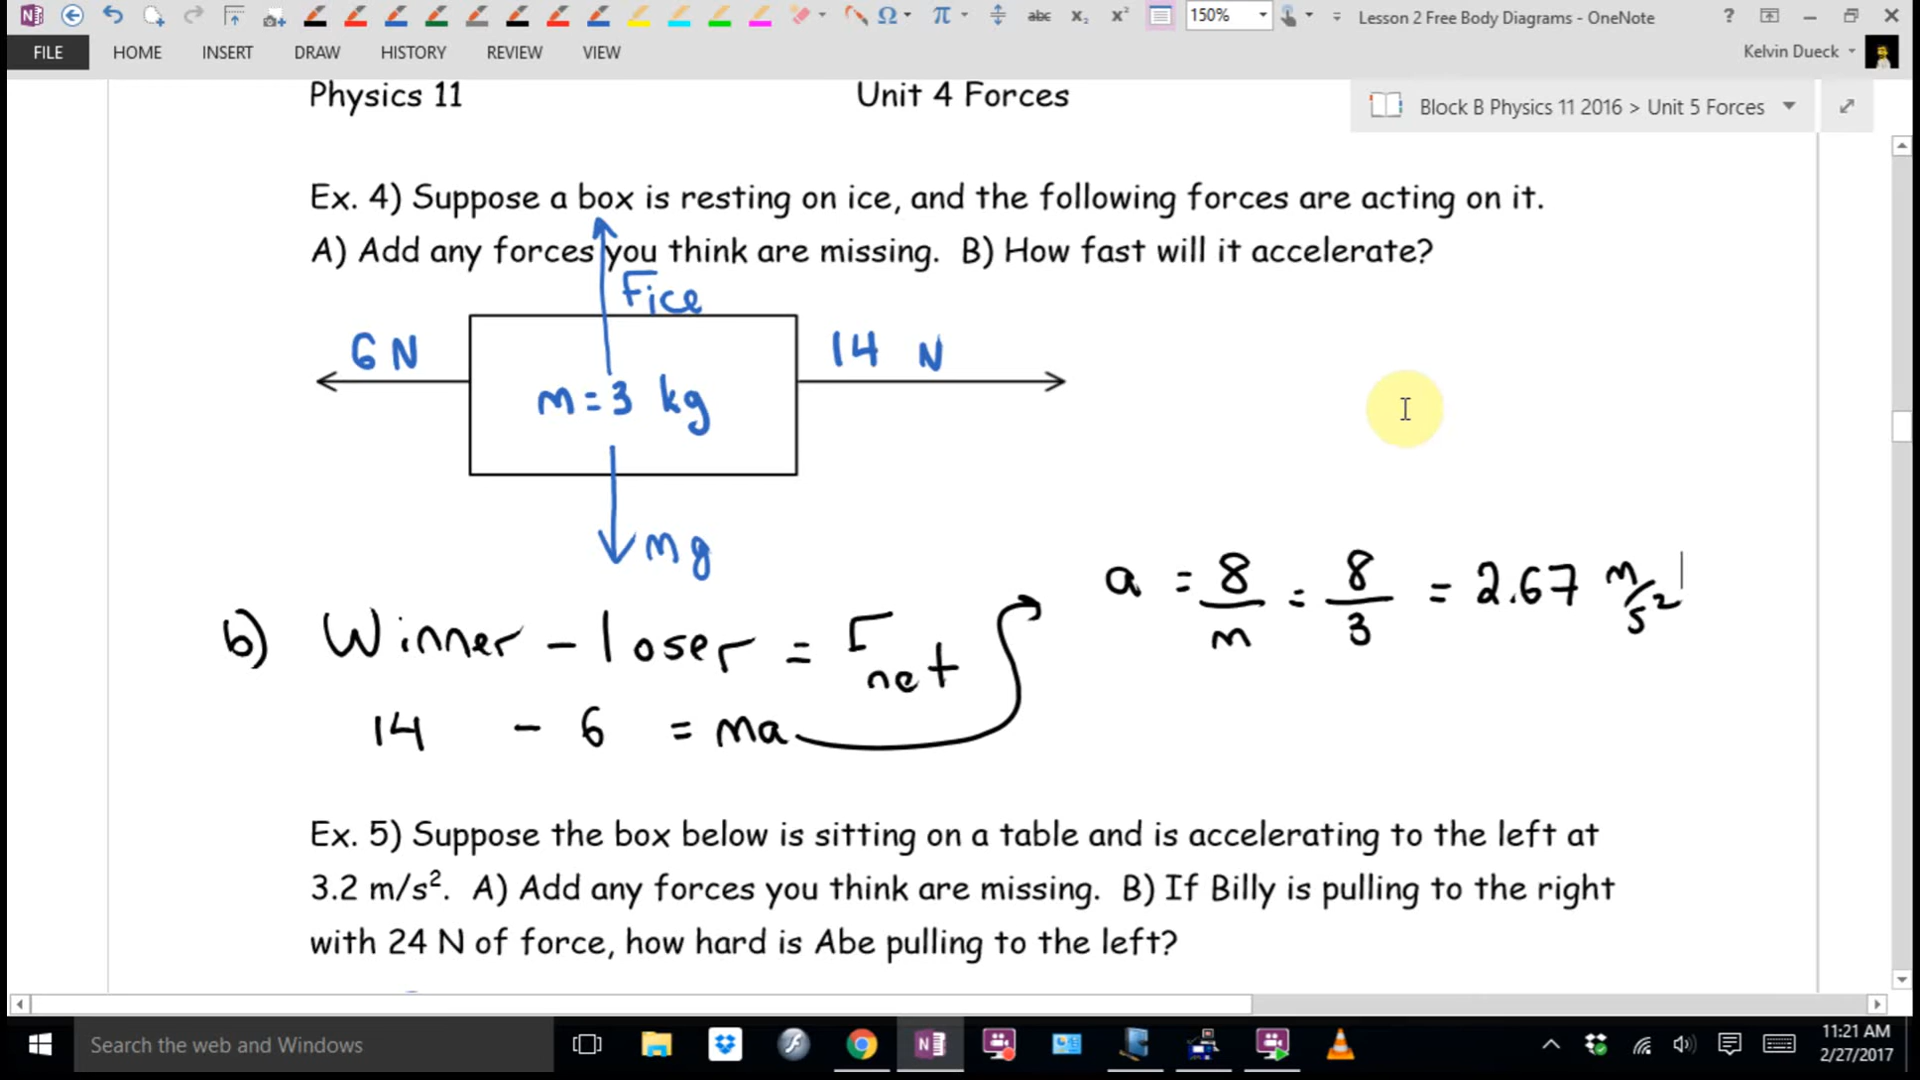 abc x₂ x² 150% Lesson 2 Free Body Diagrams - OneNote ?
FILE HOME INSERT DRAW HISTORY REVIEW VIEW Kelvin Dueck
Physics 11 Unit 4 Forces
Block B Physics 11 2016 > Unit 5 Forces
Ex. 4) Suppose a box is resting on ice, and the following forces are acting on it.
A) Add any forces you think are missing. B) How fast will it accelerate?
Fice
6 N
14 N
m = 3 kg
mg
a = 8/m = 8/3 = 2.67 m/s²
b) Winner - loser = Fnet
14 - 6 = ma
Ex. 5) Suppose the box below is sitting on a table and is accelerating to the left at
3.2 m/s². A) Add any forces you think are missing. B) If Billy is pulling to the right
with 24 N of force, how hard is Abe pulling to the left?
Search the web and Windows
11:21 AM
2/27/2017